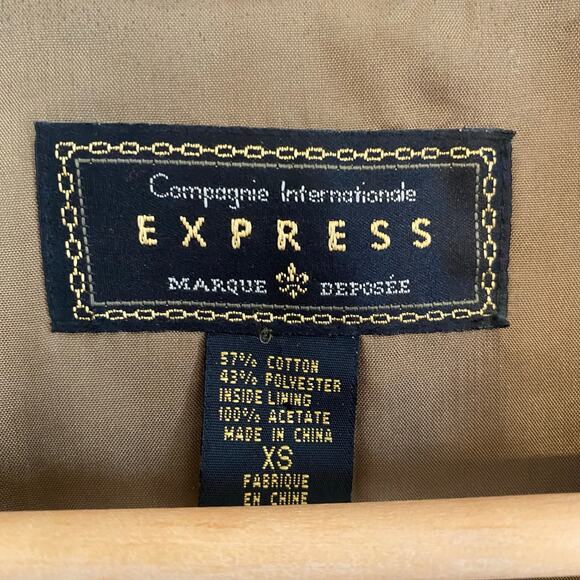 Compagnie Internationale
EXPRESS
MARQUE DEPOSÉE
57% COTTON
43% POLYESTER
INSIDE LINING
100% ACETATE
MADE IN CHINA
XS
FABRIQUE
EN CHINE